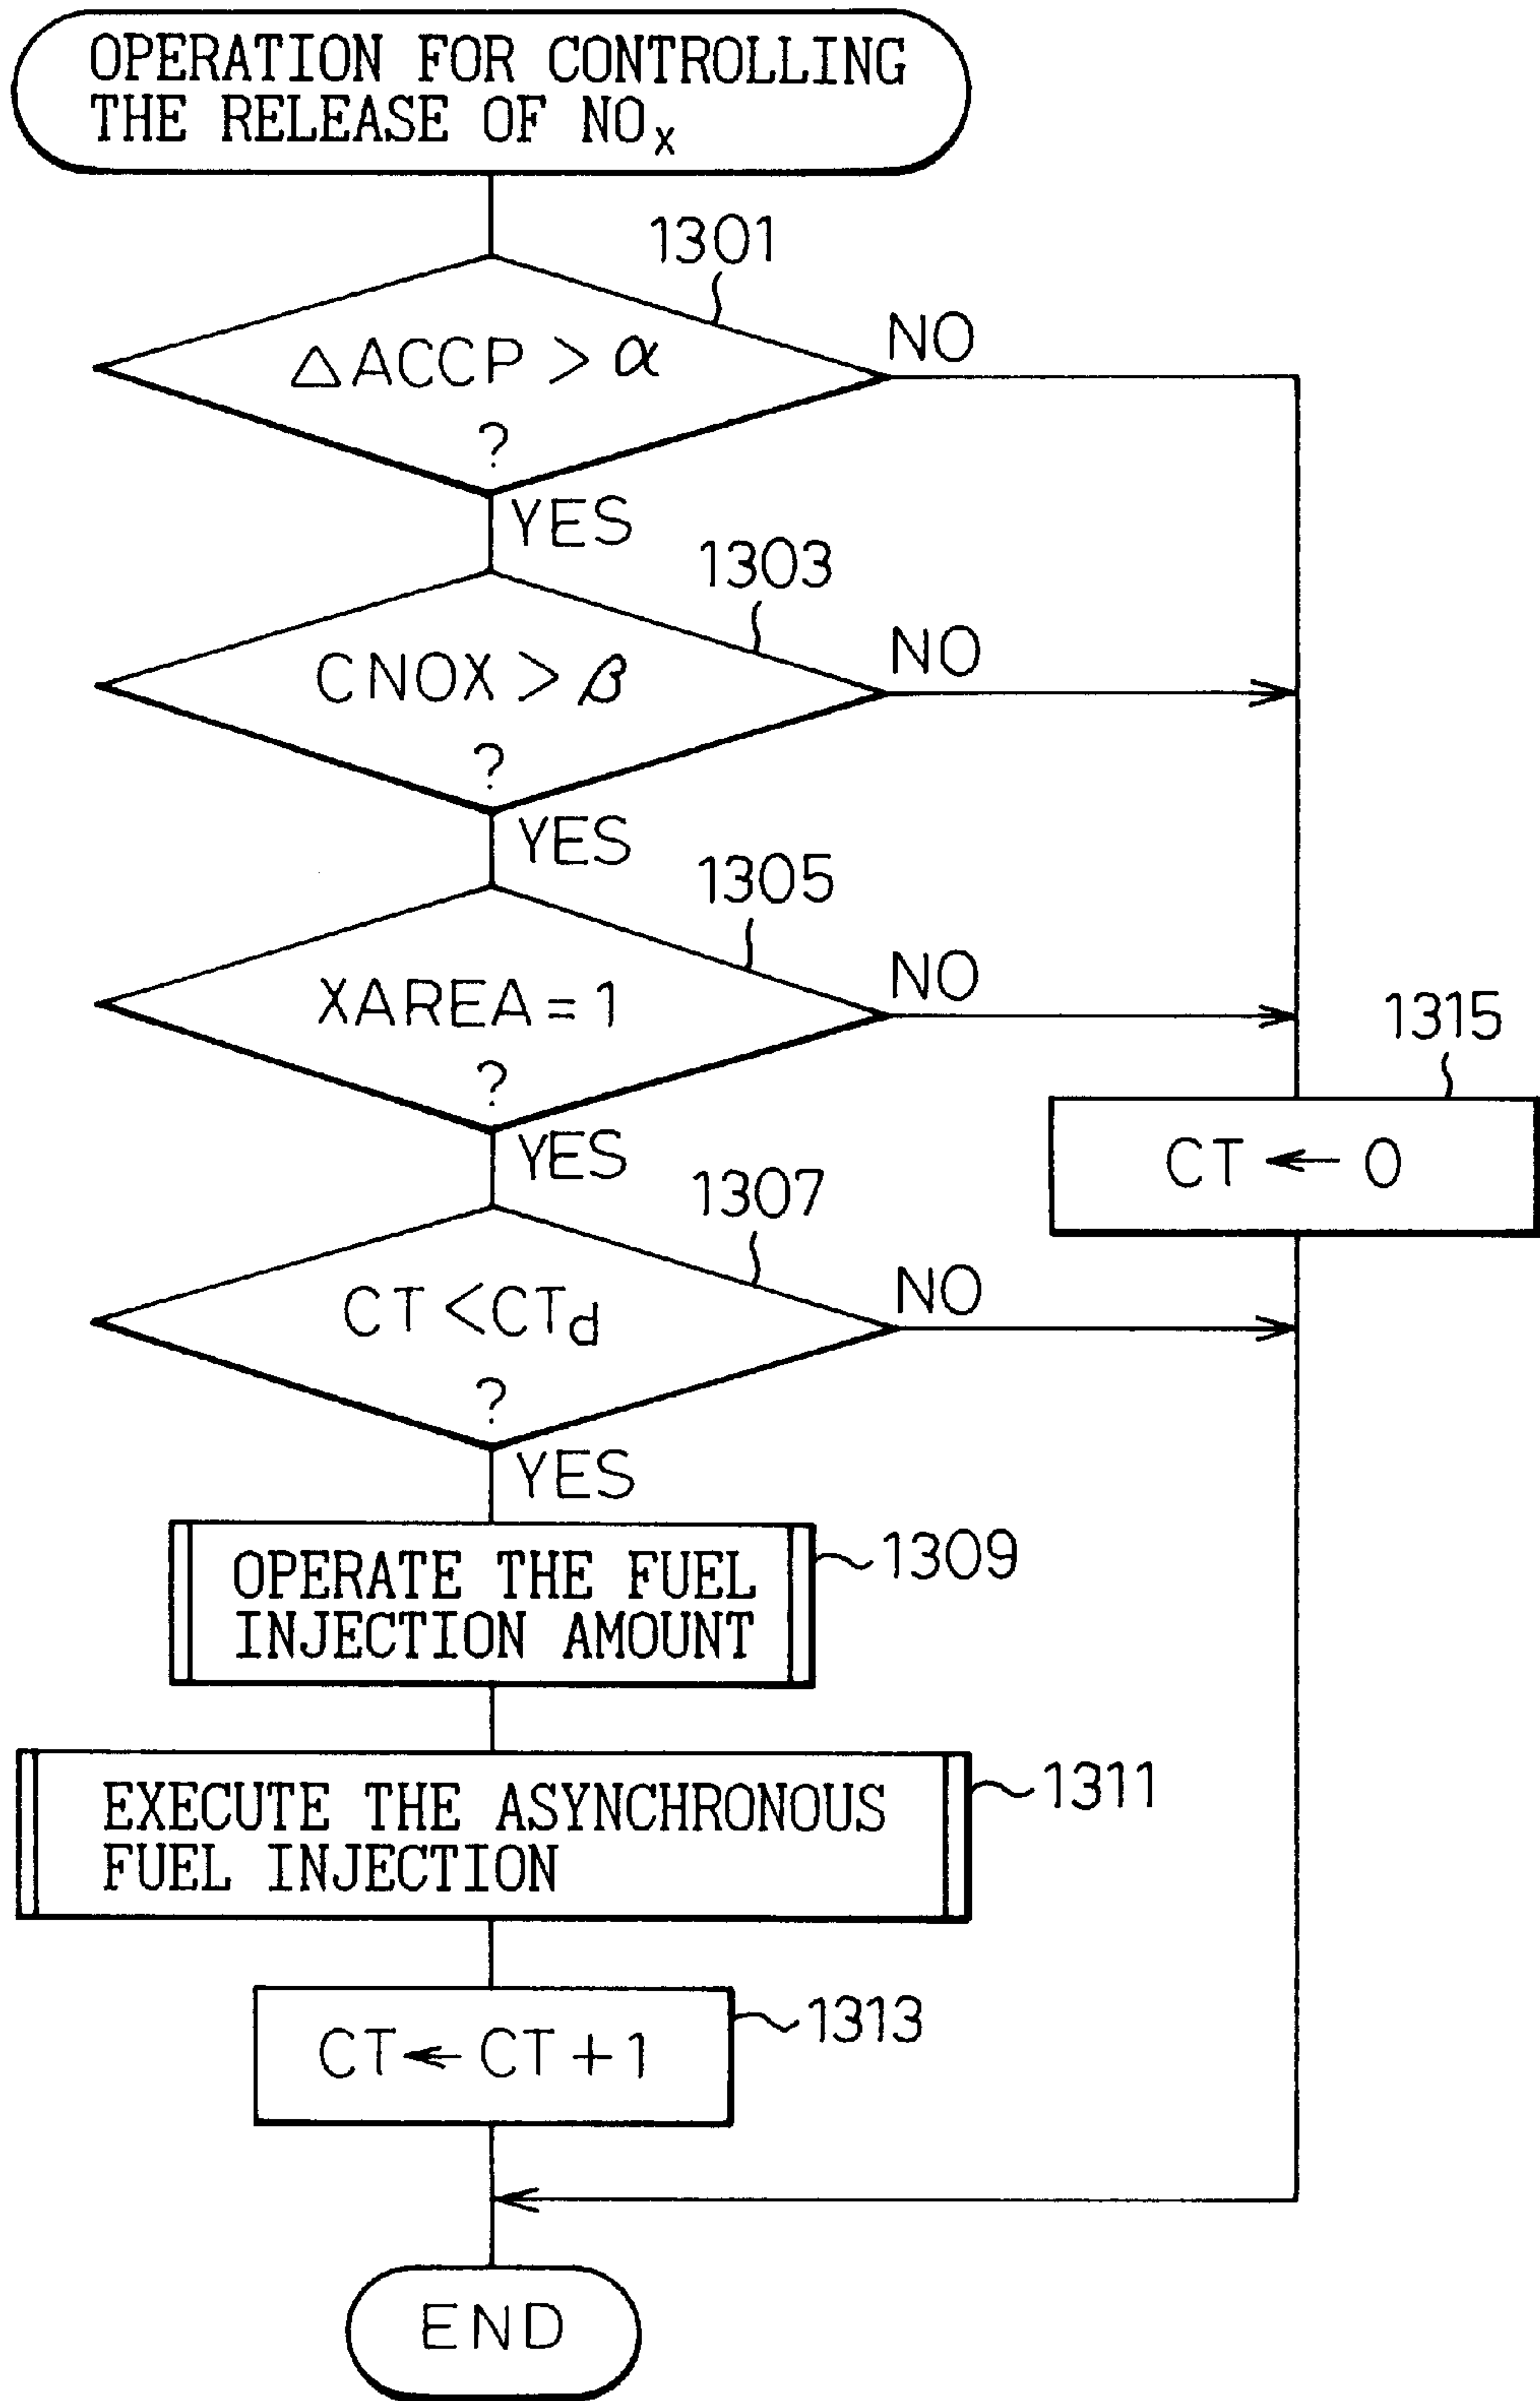 OPERATION FOR CONTROLLING
THE RELEASE OF NOx
1301
△ACCP > α
?
NO
YES
1303
CNOX > β
?
NO
YES
1305
XAREA = 1
?
NO
YES
1315
CT ← 0
1307
CT < CTd
?
NO
YES
OPERATE THE FUEL
INJECTION AMOUNT
1309
EXECUTE THE ASYNCHRONOUS
FUEL INJECTION
1311
CT ← CT + 1
1313
END